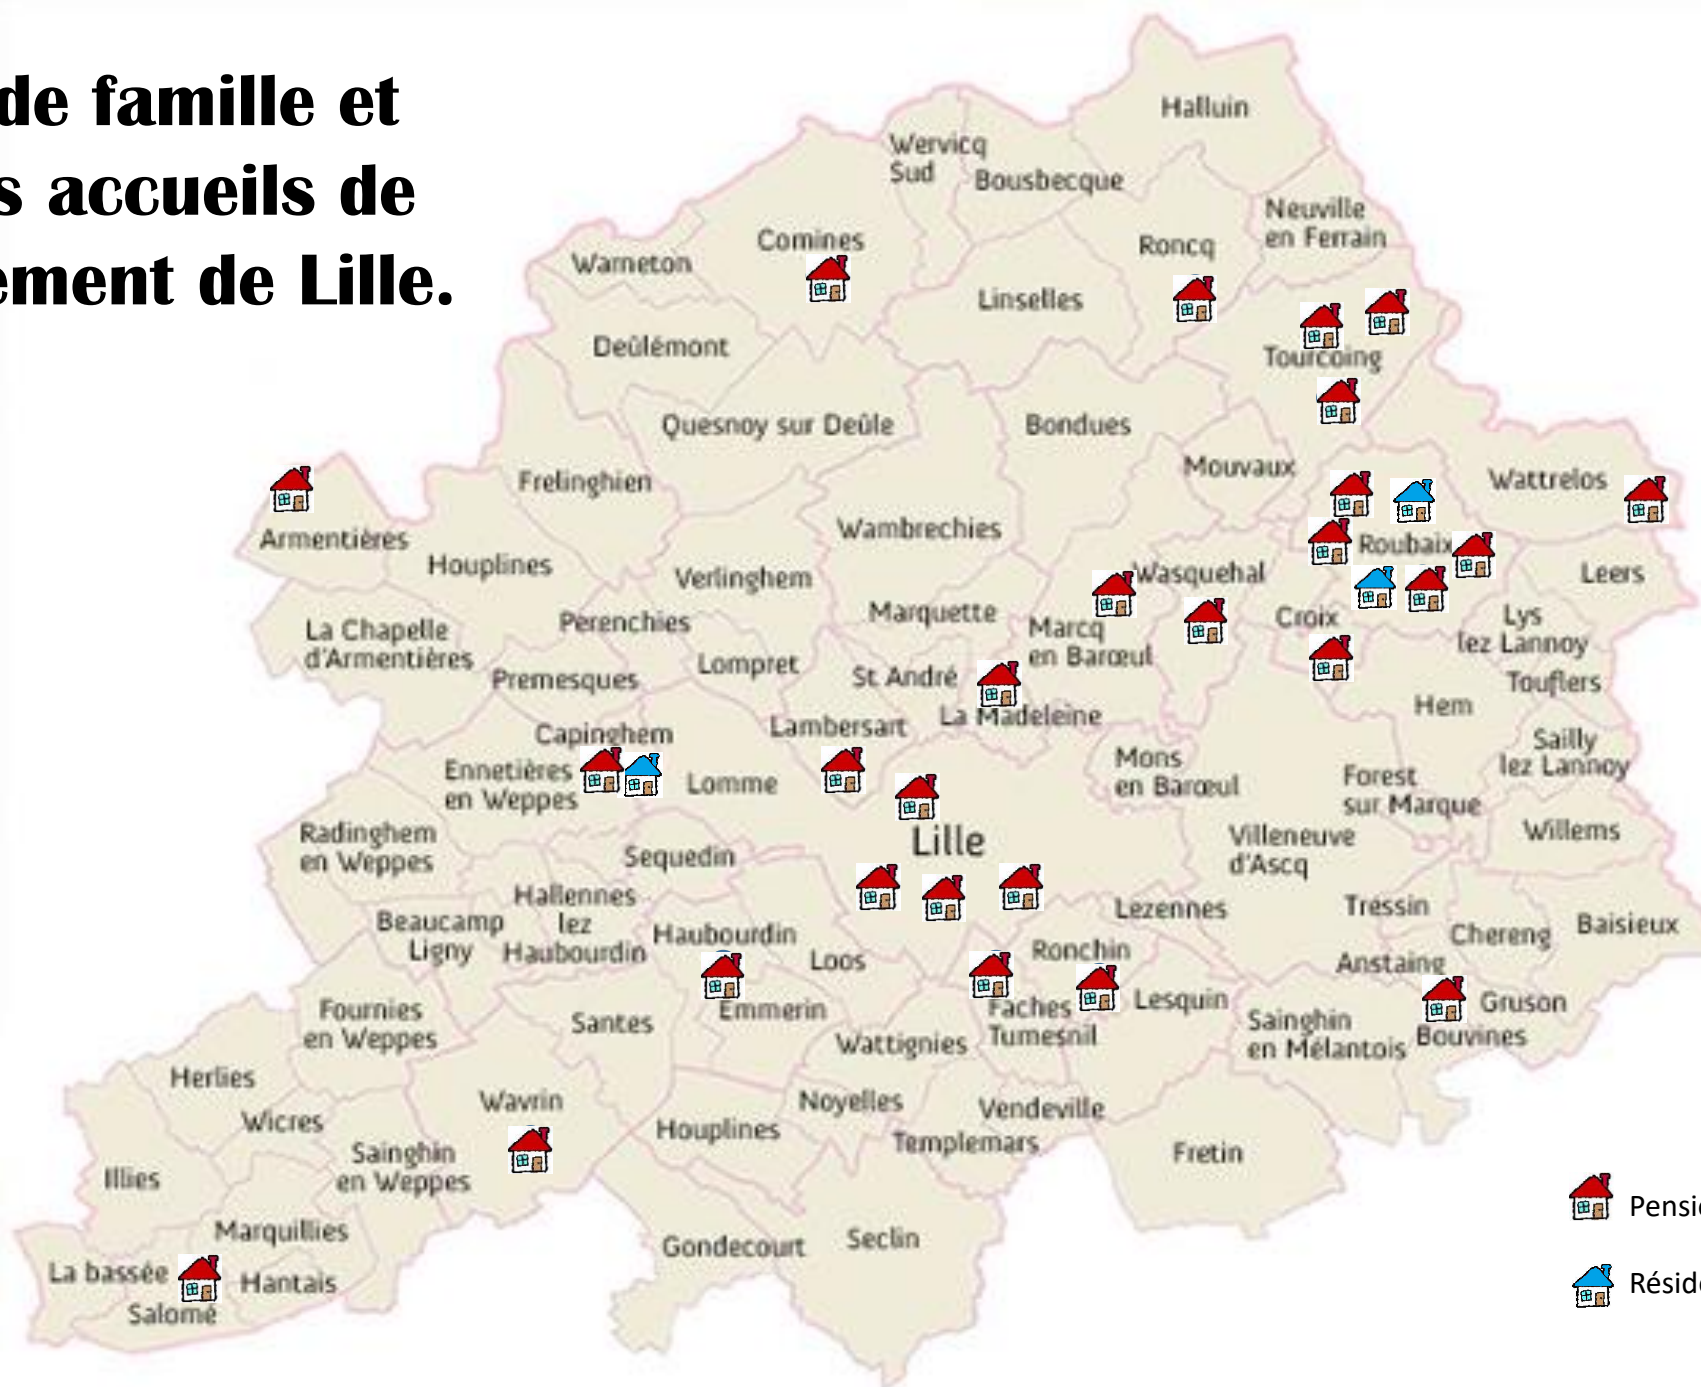 de famille et
s accueils de
ement de Lille.
Halluin
Wervicq
Sud
Bousbecque
Neuville
en Ferrain
Comines
Roncq
Warneton
Linselles
Deûlémont
Tourcoing
Quesnoy sur Deûle
Bondues
Mouvaux
Frelinghien
Wattrelos
Wambrechies
Armentières
Roubaix
Houplines
Verlinghem
Wasquehal
Leers
Marquette
Croix
Lys
lez Lannoy
Perenchies
Marcq
en Barœul
La Chapelle
d'Armentières
Lompret
Premesques
St André
Touflers
Hem
La Madeleine
Lambersart
Capinghem
Sailly
lez Lannoy
Mons
en Barœul
Ennetières
en Weppes
Lomme
Forest
sur Marque
Radinghem
en Weppes
Lille
Villeneuve
d'Ascq
Willems
Sequedin
Hallennes
lez
Haubourdin
Beaucamp
Ligny
Haubourdin
Loos
Lezennes
Tressin
Chereng
Baisieux
Ronchin
Anstaing
Fournies
en Weppes
Santes
Emmerin
Faches
Tumesnil
Lesquin
Gruson
Sainghin
en Mélantois
Bouvines
Wattignies
Herlies
Wicres
Wavrin
Noyelles
Vendeville
Houplines
Templemars
Sainghin
en Weppes
Fretin
Illies
Marquillies
Gondecourt
Seclin
La bassée
Hantais
Salomé
Pensi
Résid